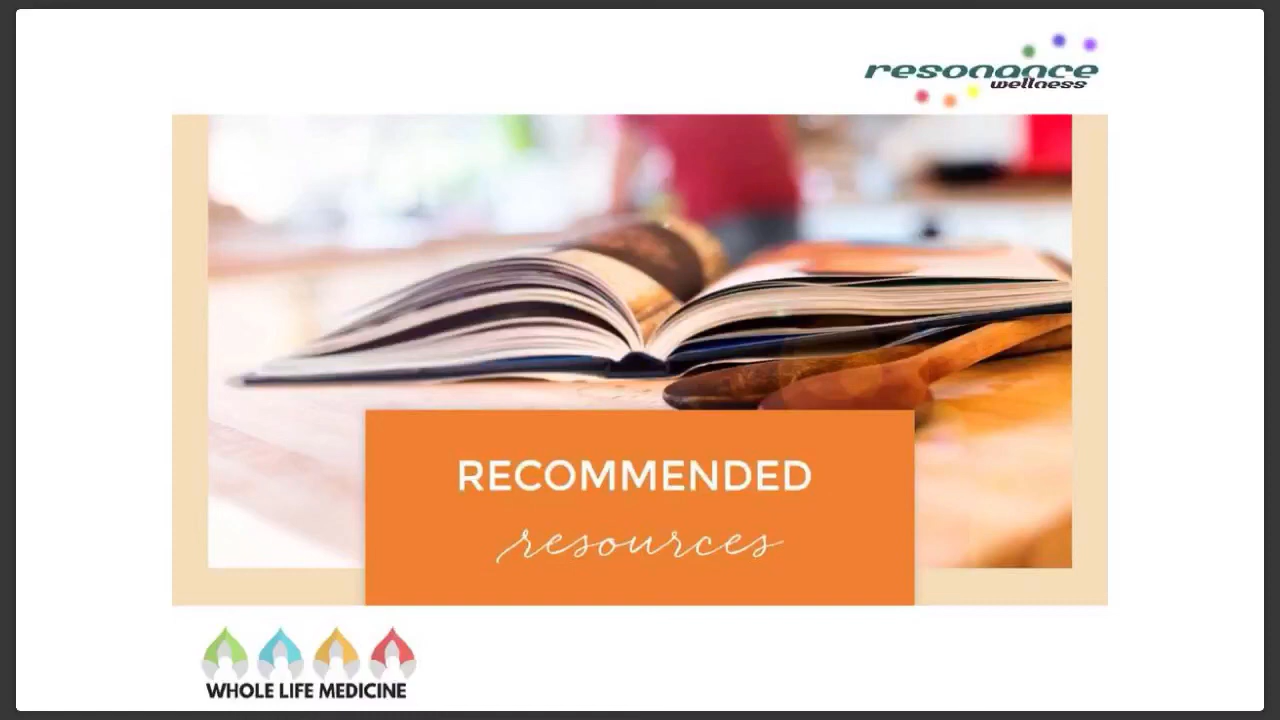 resonance
wellness
RECOMMENDED
resources
WHOLE LIFE MEDICINE